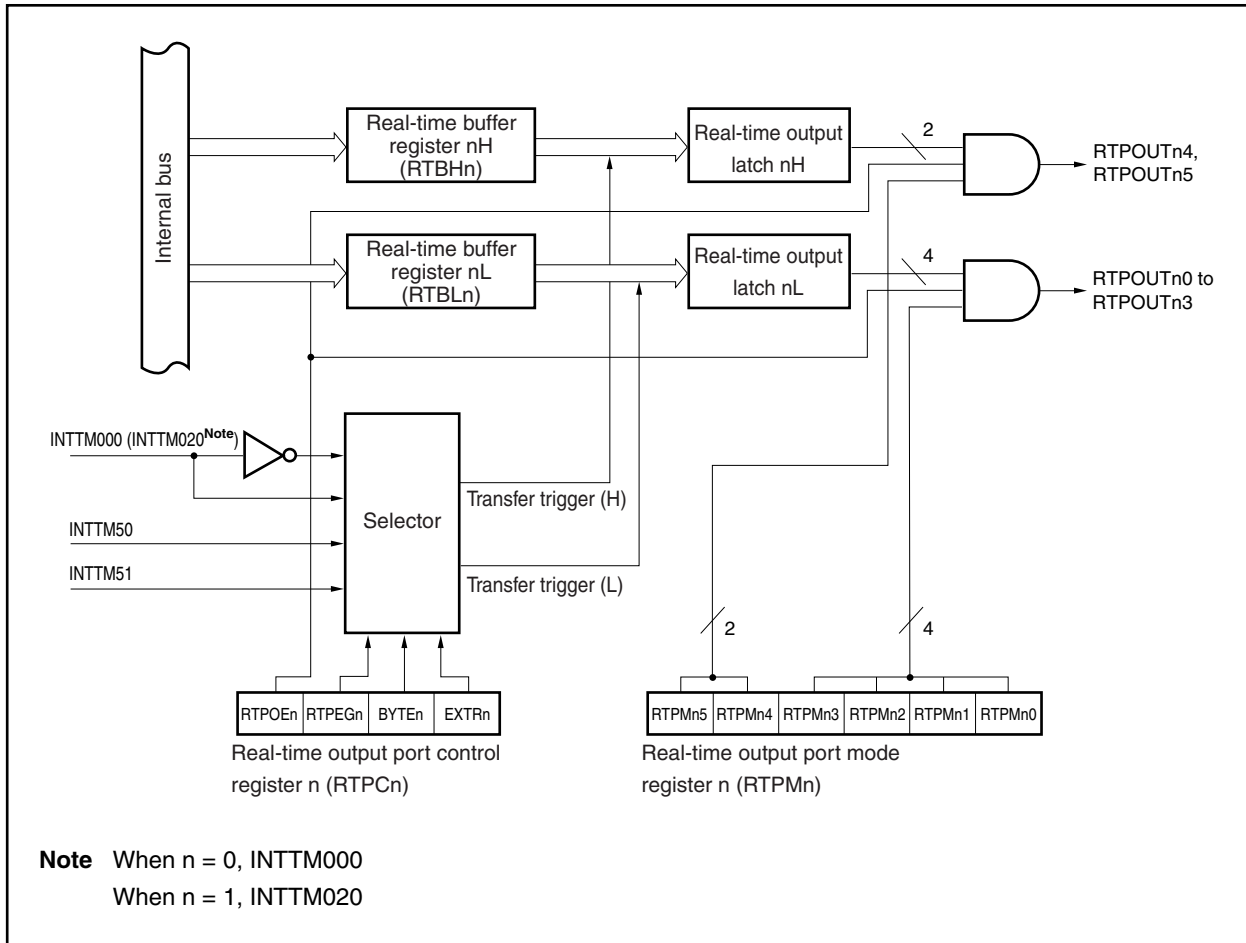 Internal bus
Real-time buffer
register nH
(RTBHn)
Real-time output
latch nH
2
RTPOUTn4,
RTPOUTn5
Real-time buffer
register nL
(RTBLn)
Real-time output
latch nL
4
RTPOUTn0 to
RTPOUTn3
INTTM000 (INTTM020Note)
INTTM50
INTTM51
Selector
Transfer trigger (H)
Transfer trigger (L)
2
4
RTPOEn RTPEGn BYTEn EXTRn
Real-time output port control
register n (RTPCn)
RTPMn5 RTPMn4 RTPMn3 RTPMn2 RTPMn1 RTPMn0
Real-time output port mode
register n (RTPMn)
Note When n = 0, INTTM000
When n = 1, INTTM020